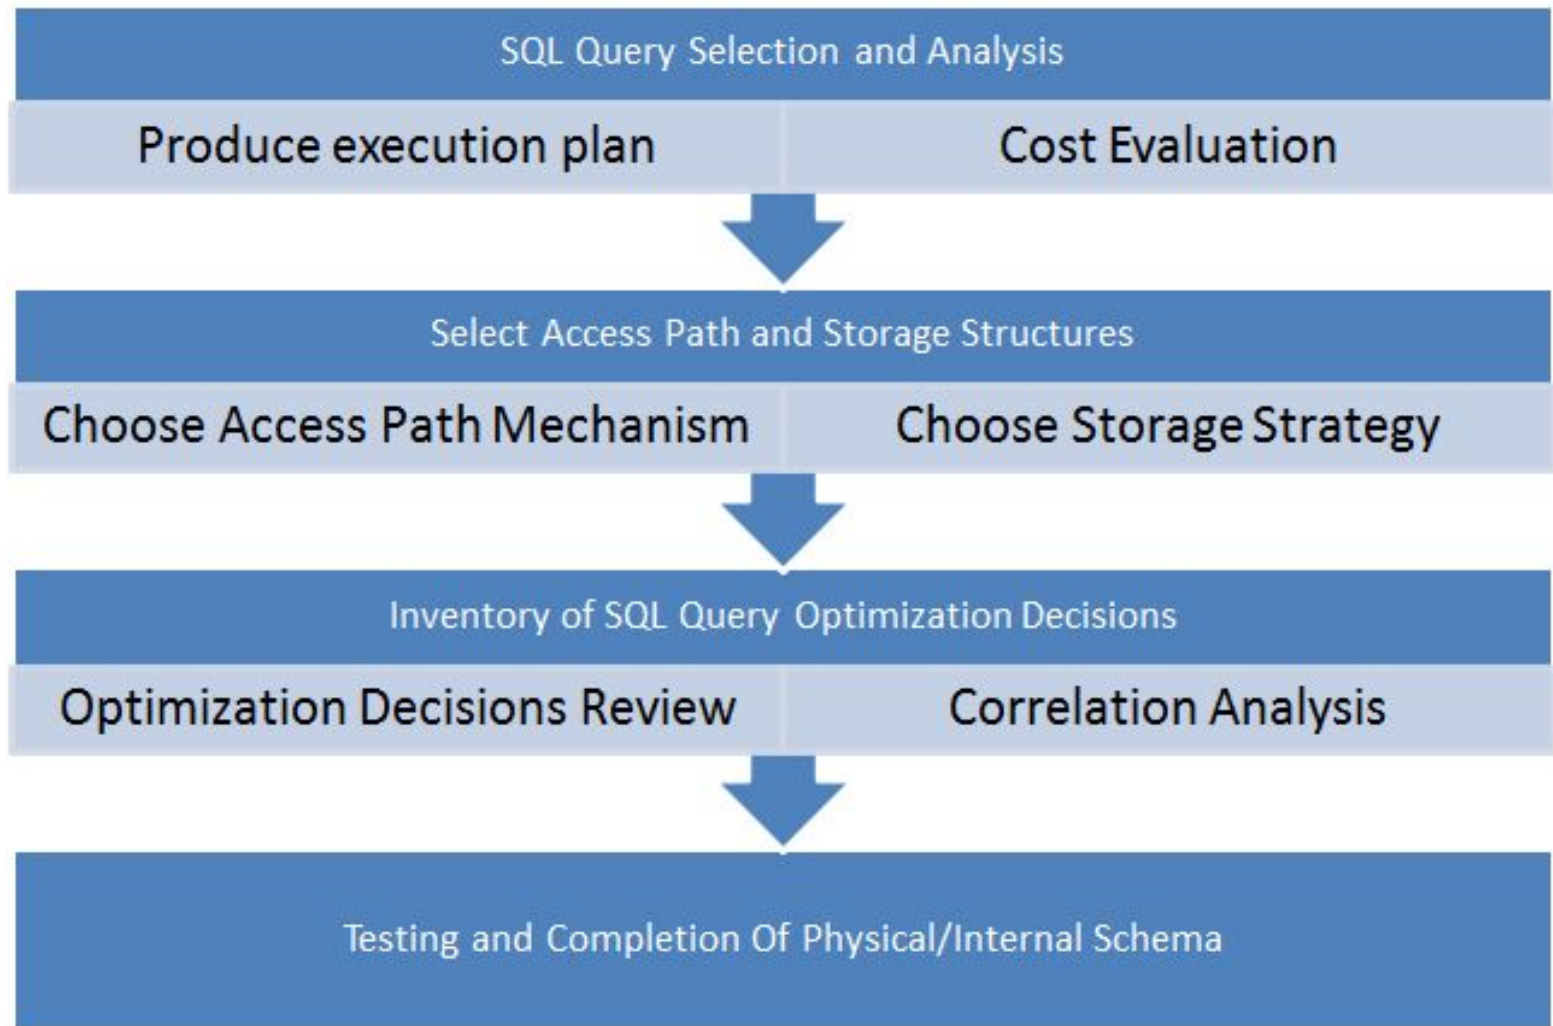 SQL Query Selection and Analysis
Produce execution plan
Cost Evaluation
Select Access Path and Storage Structures
Choose Access Path Mechanism
Choose Storage Strategy
Inventory of SQL Query Optimization Decisions
Optimization Decisions Review
Correlation Analysis
Testing and Completion Of Physical/Internal Schema